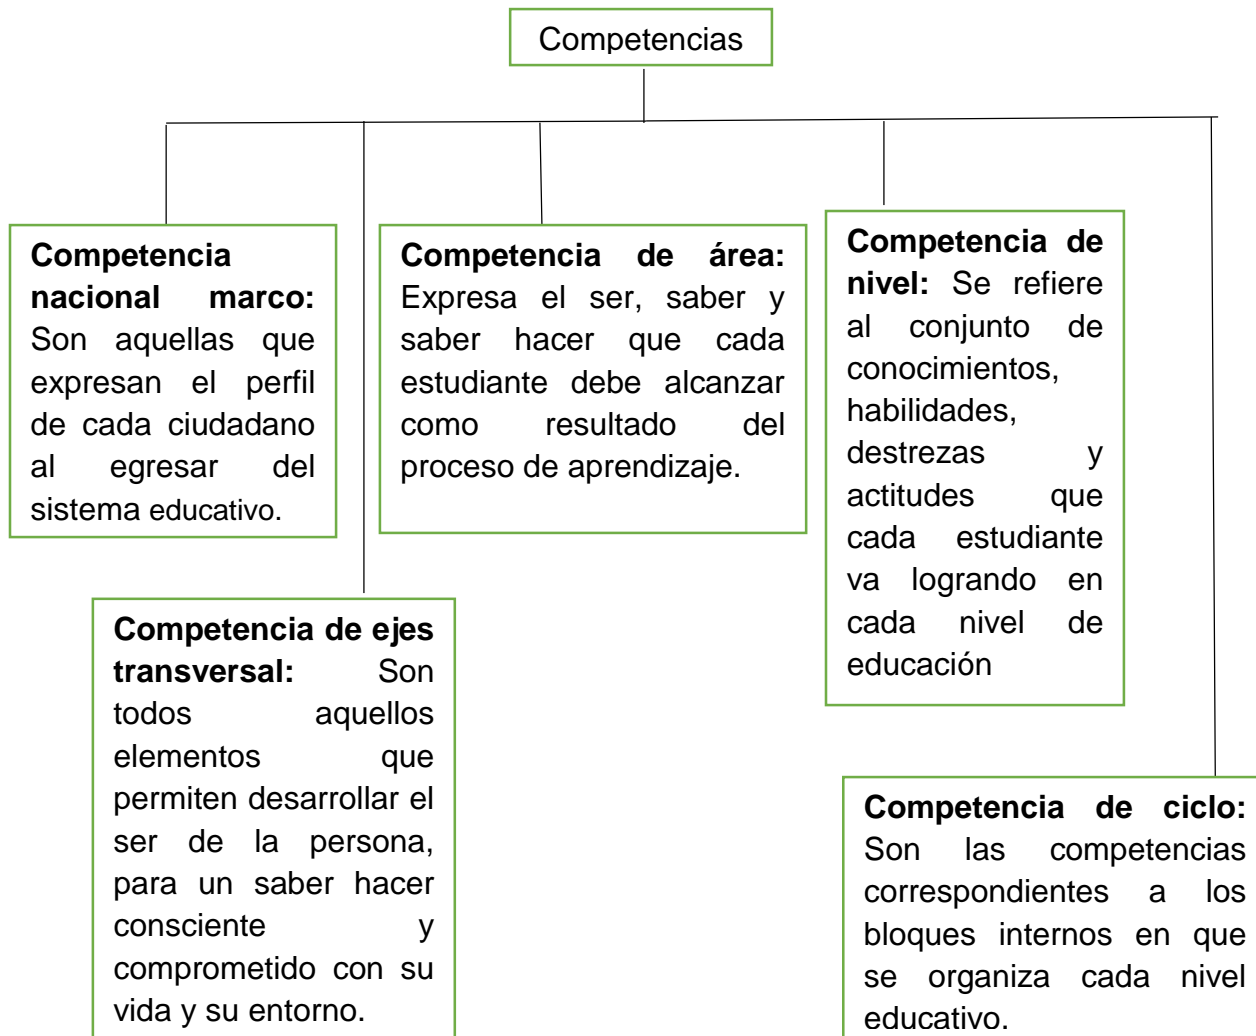 Competencias
Competencia
nacional marco:
Son aquellas que
expresan el perfil
de cada ciudadano
al egresar del
sistema educativo.
Competencia de área:
Expresa el ser, saber y
saber hacer que cada
estudiante debe alcanzar
como resultado del
proceso de aprendizaje.
Competencia de
nivel: Se refiere
al conjunto de
conocimientos,
habilidades,
destrezas y
actitudes que
cada estudiante
va logrando en
cada nivel de
educación
Competencia de ejes
transversal: Son
todos aquellos
elementos que
permiten desarrollar el
ser de la persona,
para un saber hacer
consciente y
comprometido con su
vida y su entorno.
Competencia de ciclo:
Son las competencias
correspondientes a los
bloques internos en que
se organiza cada nivel
educativo.